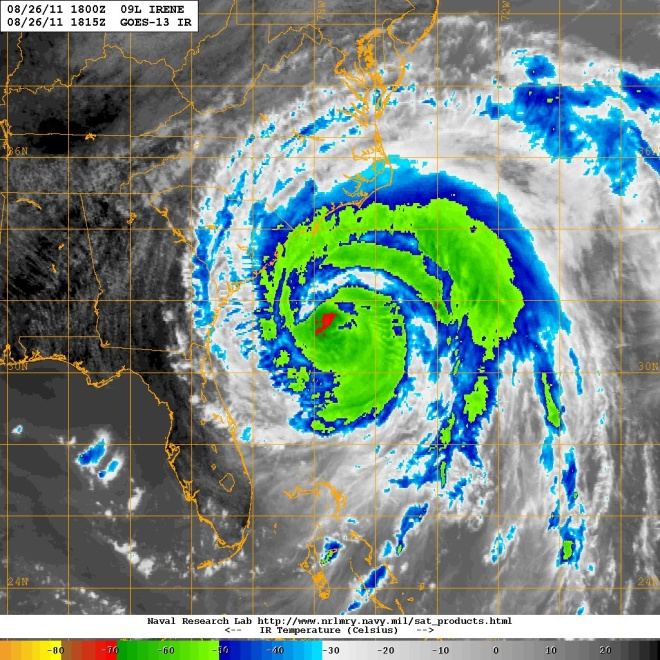 08/26/11 1800Z 09L IRENE
08/26/11 1815Z GOES-13 IR
72W
36N
36N
30N
30N
24N
24N
Naval Research Lab http://www.nrlmry.navy.mil/sat_products.html
<-- IR Temperature (Celsius) -->
-80 -70 -60 -50 -40 -30 -20 -10 0 10 20